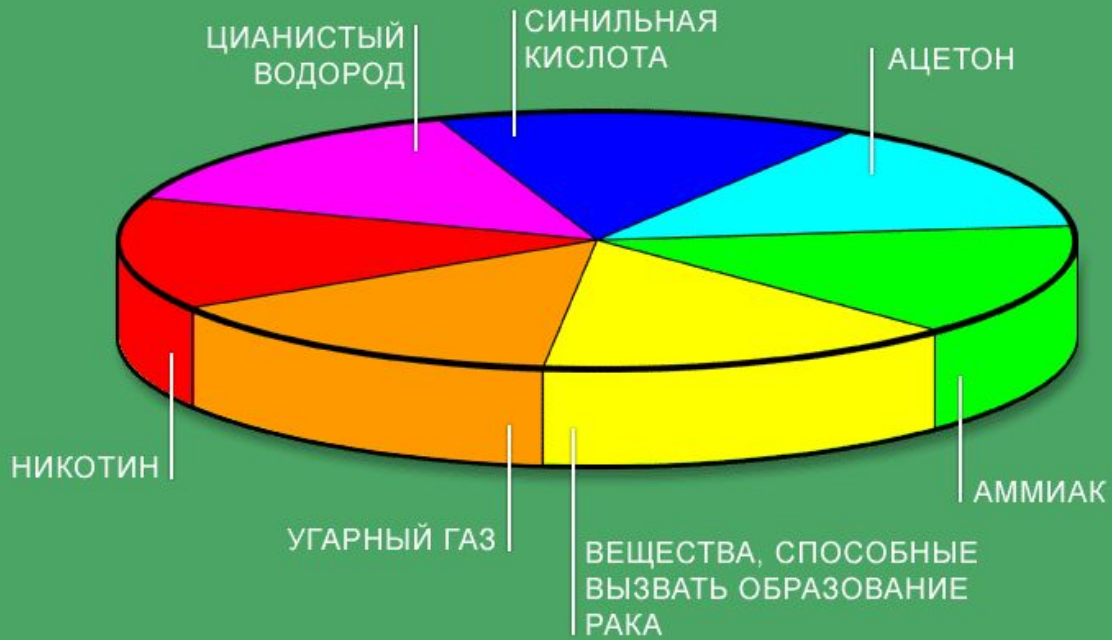 ЦИАНИСТЫЙ
ВОДОРОД
СИНИЛЬНАЯ
КИСЛОТА
АЦЕТОН
НИКОТИН
УГАРНЫЙ ГАЗ
ВЕЩЕСТВА, СПОСОБНЫЕ
ВЫЗВАТЬ ОБРАЗОВАНИЕ
РАКА
АММИАК